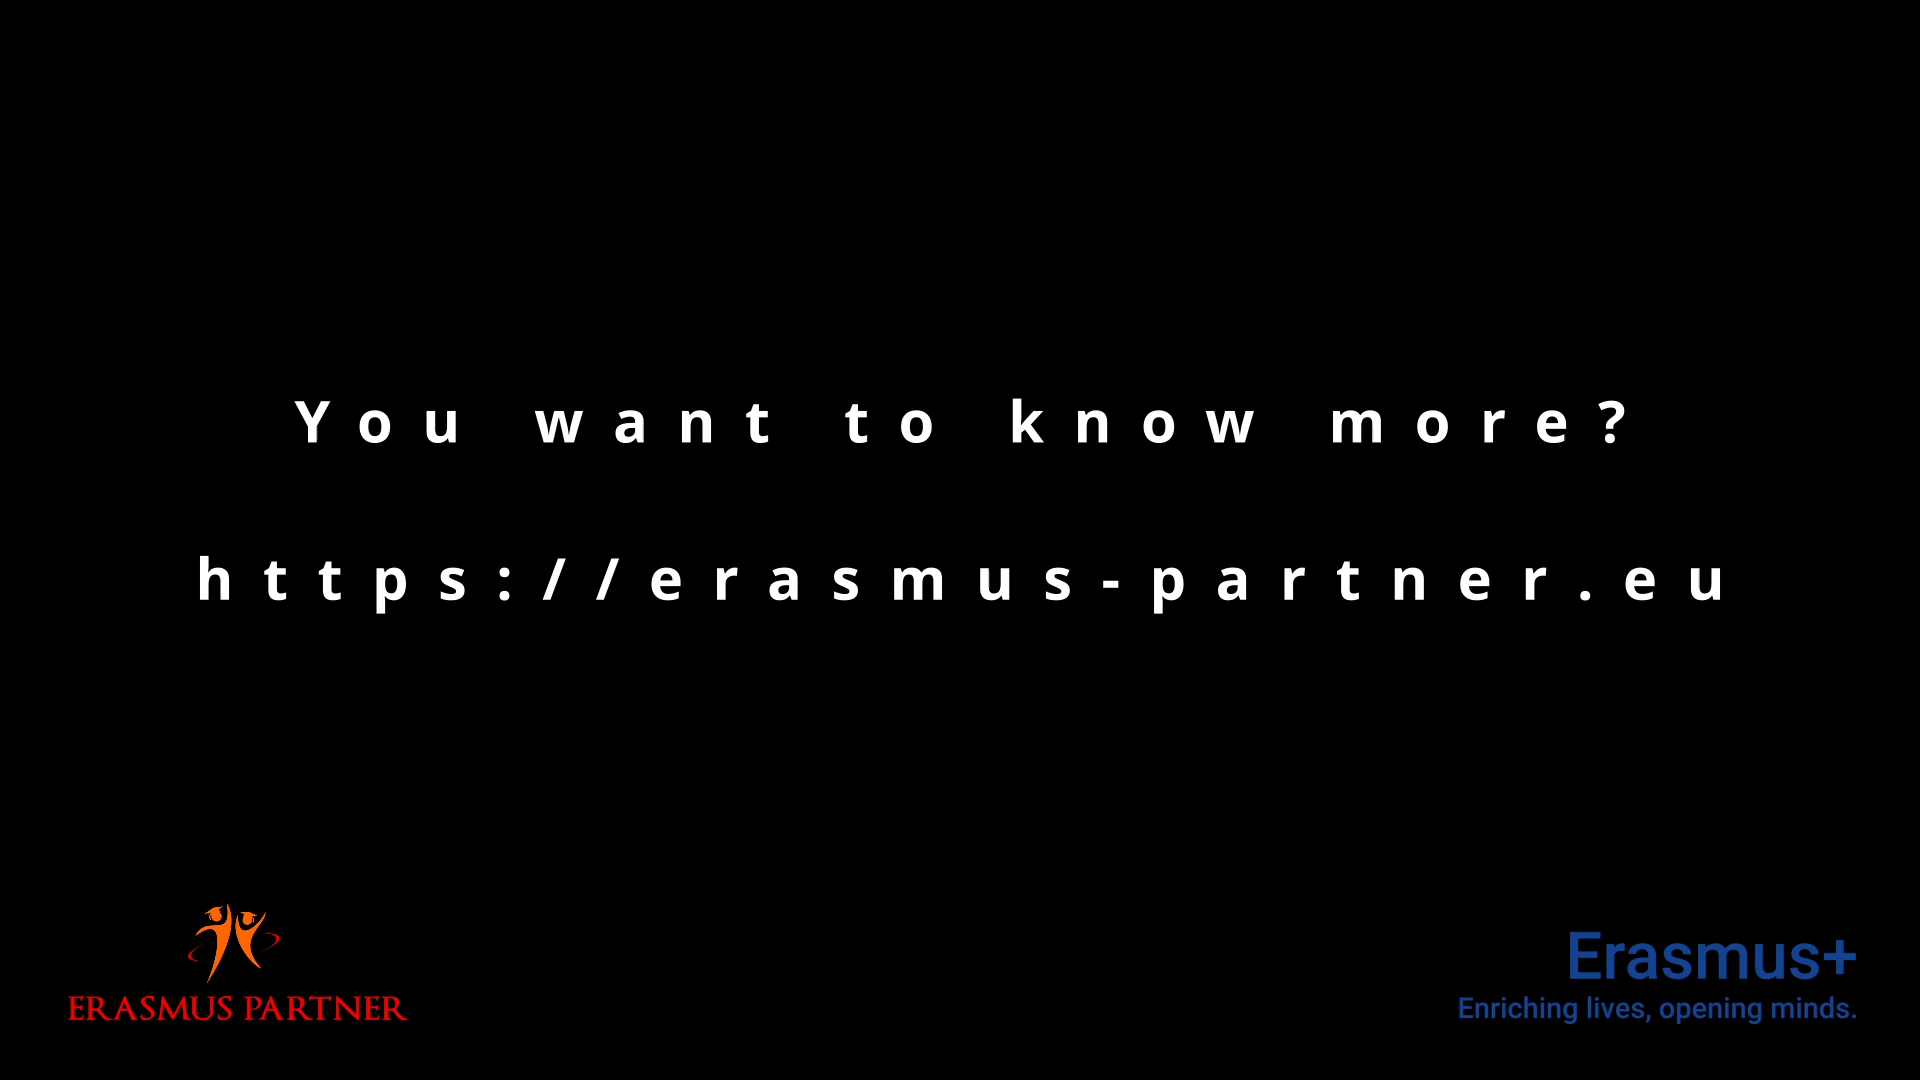 You want to know more?
https://erasmus-partner.eu
ERASMUS PARTNER
Erasmus+
Enriching lives, opening minds.